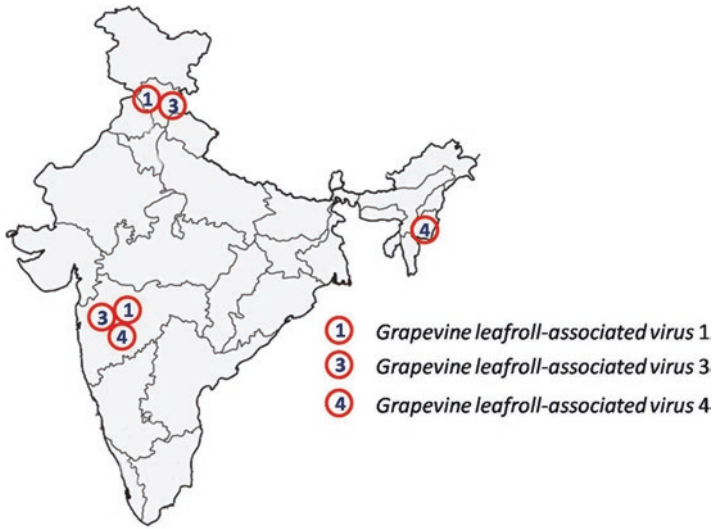 1 3
4
3 1
4
1 Grapevine leafroll-associated virus 1
3 Grapevine leafroll-associated virus 3
4 Grapevine leafroll-associated virus 4